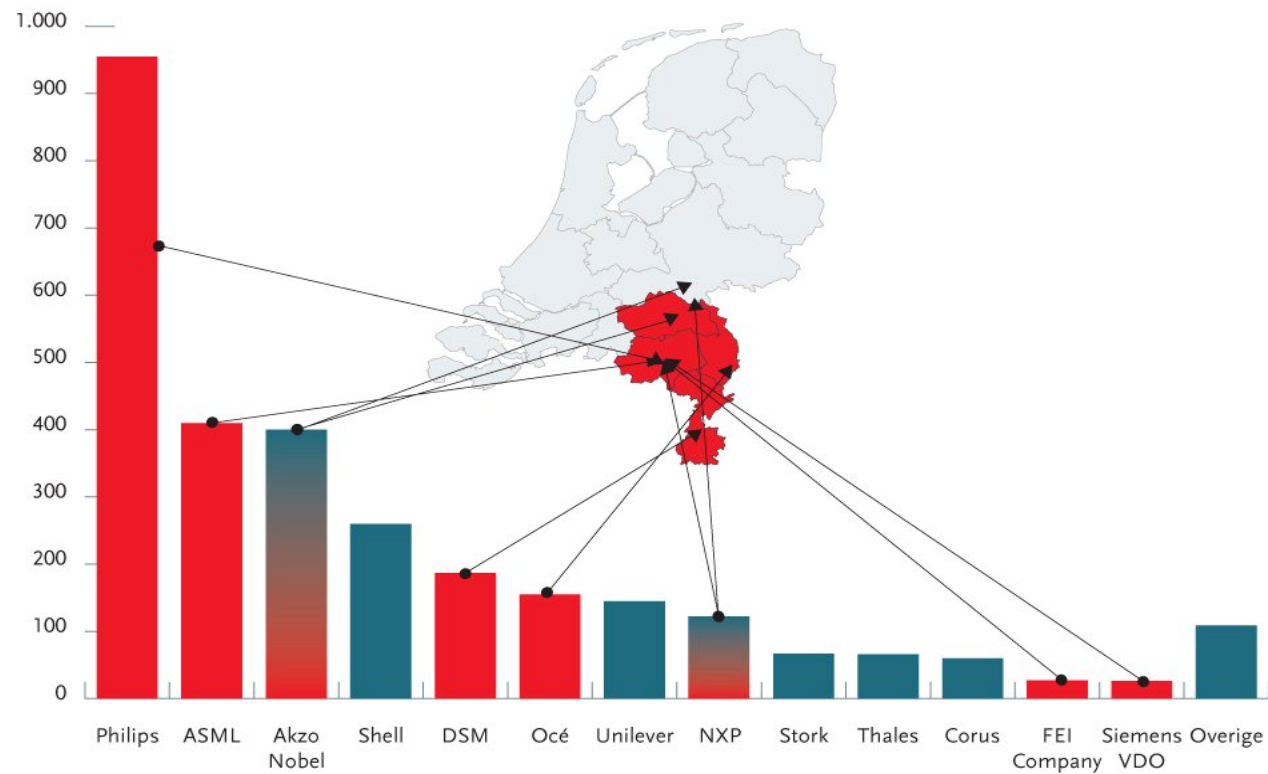 1.000
900
800
700
600
500
400
300
200
100
0
Philips
ASML
Akzo
Nobel
Shell
DSM
Océ
Unilever
NXP
Stork
Thales
Corus
FEI
Company
Siemens
VDO
Overige